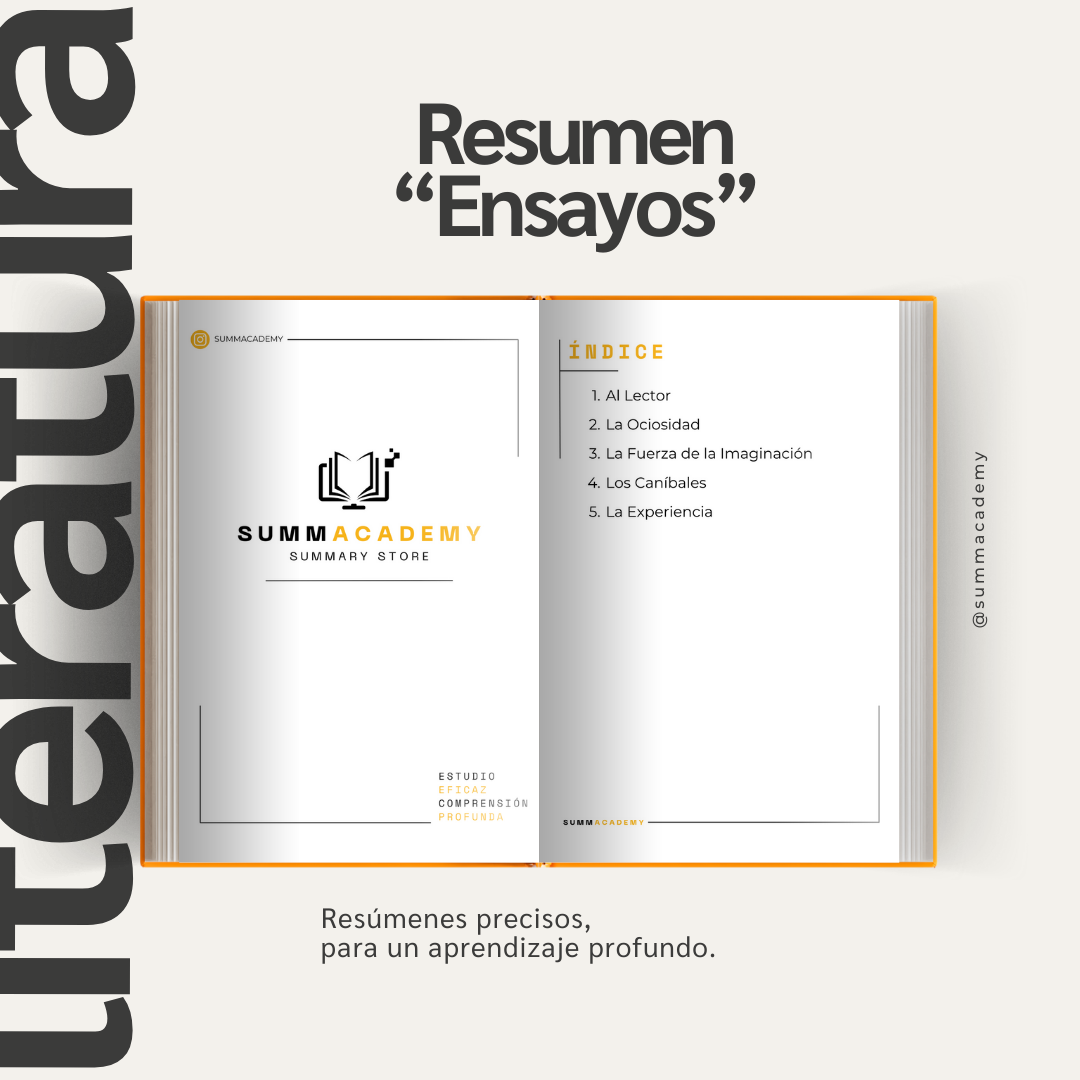 Literatura
Resumen
“Ensayos”
SUMMACADEMY
SUMMACADEMY
SUMMARY STORE
ESTUDIO
EFICAZ
COMPRENSIÓN
PROFUNDA
ÍNDICE
1. Al Lector
2. La Ociosidad
3. La Fuerza de la Imaginación
4. Los Caníbales
5. La Experiencia
SUMMACADEMY
@summacademy
Resúmenes precisos,
para un aprendizaje profundo.